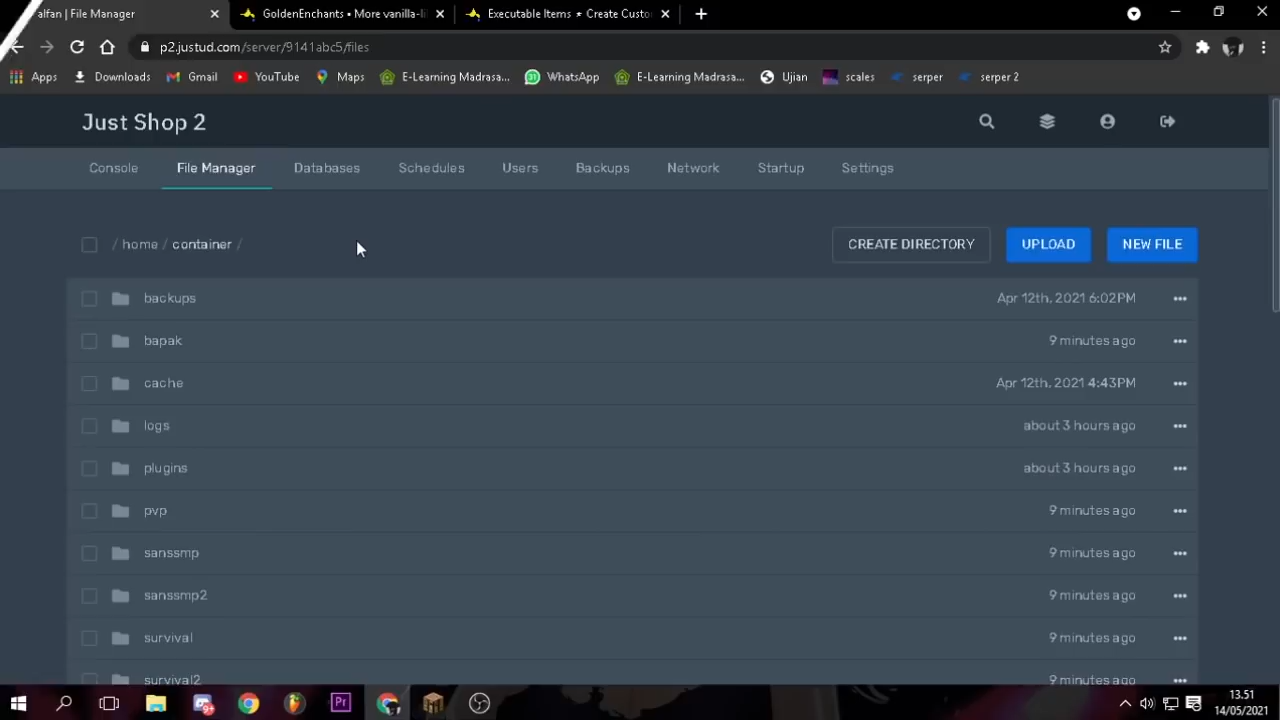 alfan | File Manager
GoldenEnchants • More vanilla-li
Executable Items ★ Create Custo
p2.justud.com/server/9141abc5/files
Apps Downloads Gmail YouTube Maps E-Learning Madrasa... WhatsApp E-Learning Madrasa... Ujian scales serper serper 2
Just Shop 2
Console File Manager Databases Schedules Users Backups Network Startup Settings
/ home / container / CREATE DIRECTORY UPLOAD NEW FILE
backups Apr 12th, 2021 6:02PM
bapak 9 minutes ago
cache Apr 12th, 2021 4:43PM
logs about 3 hours ago
plugins about 3 hours ago
pvp 9 minutes ago
sanssmp 9 minutes ago
sanssmp2 9 minutes ago
survival 9 minutes ago
survival2 9 minutes ago
Pr
13.51
14/05/2021